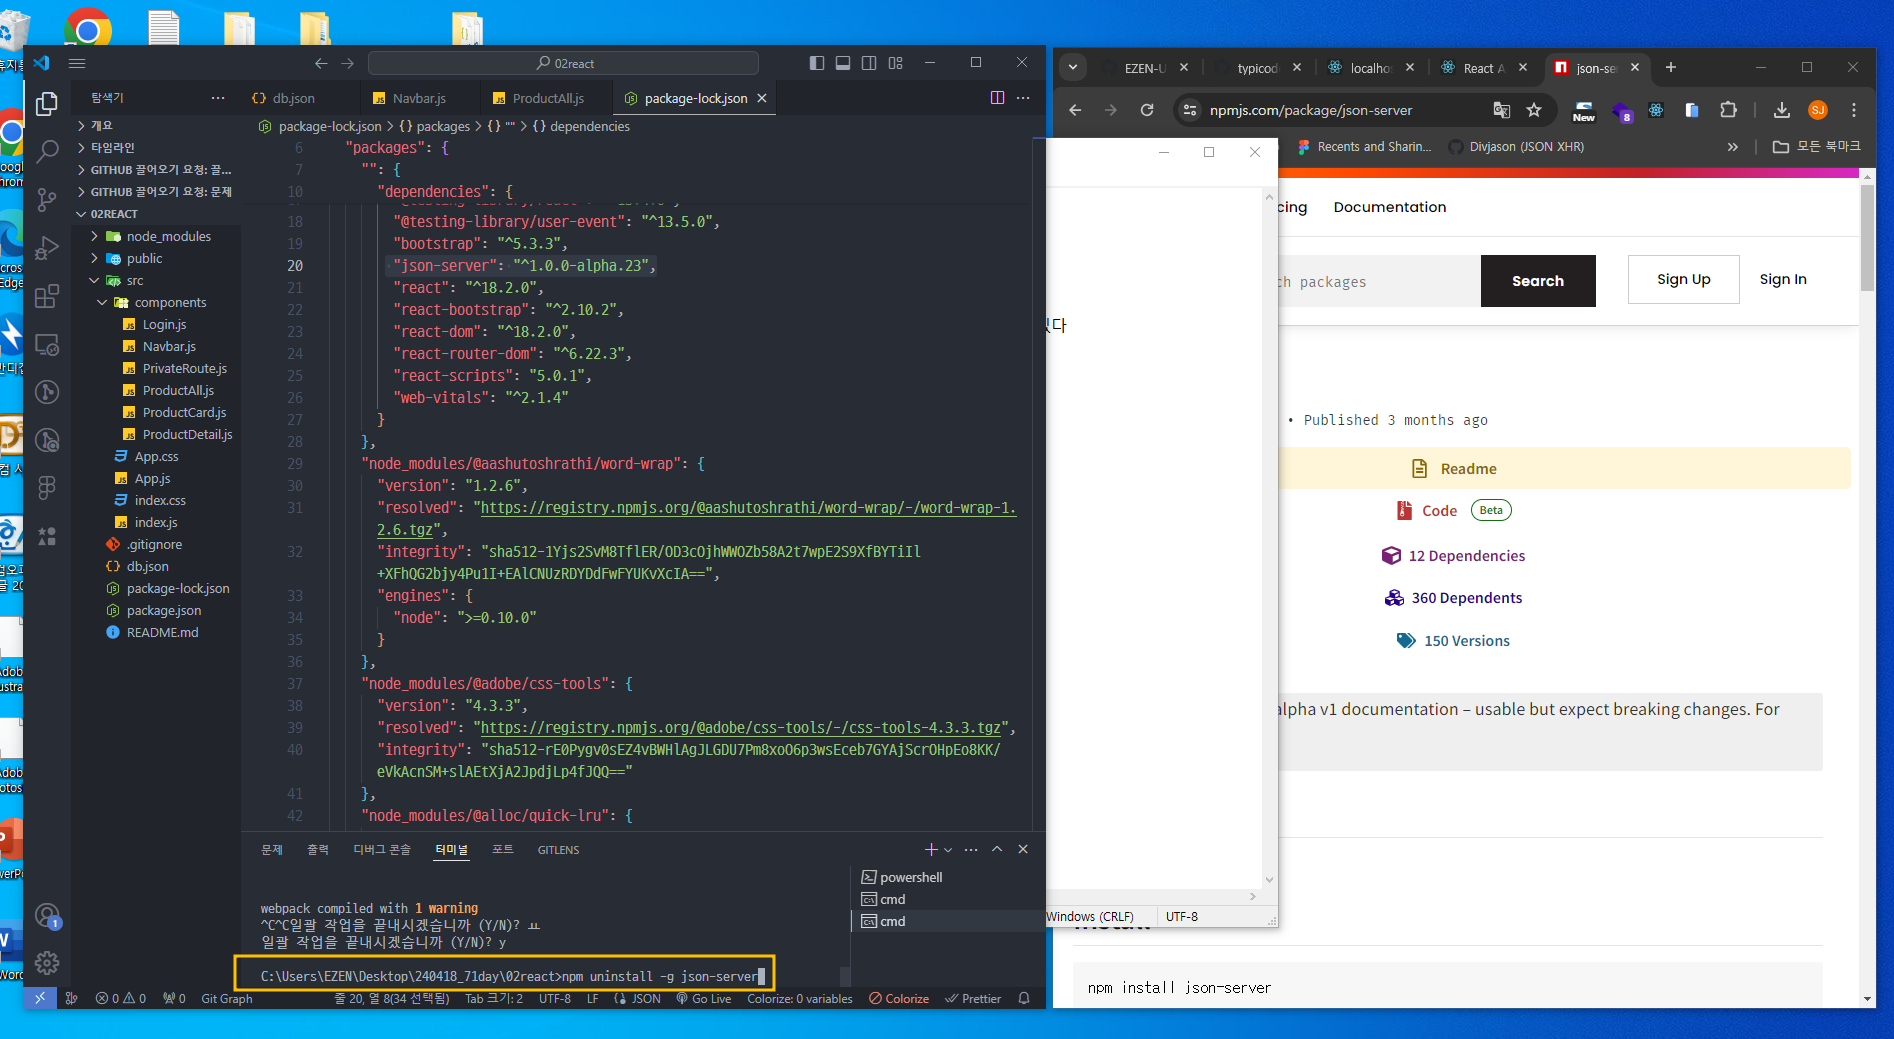 02react
탐색기
개요
타임라인
GITHUB 끌어오기 요청: 끌...
GITHUB 끌어오기 요청: 문제
02REACT
node_modules
public
src
components
Login.js
Navbar.js
PrivateRoute.js
ProductAll.js
ProductCard.js
ProductDetail.js
App.css
App.js
index.css
index.js
.gitignore
db.json
package-lock.json
package.json
README.md
db.json
Navbar.js
ProductAll.js
package-lock.json
package-lock.json > {} packages > {} "" > {} dependencies
6 "packages": {
7 "": {
10 "dependencies": {
18 "@testing-library/user-event": "^13.5.0",
19 "bootstrap": "^5.3.3",
20 "json-server": "^1.0.0-alpha.23",
21 "react": "^18.2.0",
22 "react-bootstrap": "^2.10.2",
23 "react-dom": "^18.2.0",
24 "react-router-dom": "^6.22.3",
25 "react-scripts": "5.0.1",
26 "web-vitals": "^2.1.4"
27 }
28 },
29 "node_modules/@aashutoshrathi/word-wrap": {
30 "version": "1.2.6",
31 "resolved": "https://registry.npmjs.org/@aashutoshrathi/word-wrap/-/word-wrap-1.
2.6.tgz",
32 "integrity": "sha512-1Yjs2SvM8TflER/OD3cOjhWWOZb58A2t7wpE2S9XfBYTiIl
+XFhQG2bjy4Pu1I+EAlCNUzRDYDdFwFYUKvXcIA==",
33 "engines": {
34 "node": ">=0.10.0"
35 }
36 },
37 "node_modules/@adobe/css-tools": {
38 "version": "4.3.3",
39 "resolved": "https://registry.npmjs.org/@adobe/css-tools/-/css-tools-4.3.3.tgz",
40 "integrity": "sha512-rE0Pygv0sEZ4vBWHlAgJLGDU7Pm8xoO6p3wsEceb7GYAjScrOHpEo8KK/
eVkAcnSM+slAEtXjA2JpdjLp4fJQQ=="
41 },
42 "node_modules/@alloc/quick-lru": {
문제 출력 디버그 콘솔 터미널 포트 GITLENS
powershell
cmd
cmd
webpack compiled with 1 warning
^C^C일괄 작업을 끝내시겠습니까 (Y/N)? ㅛ
일괄 작업을 끝내시겠습니까 (Y/N)? y
C:\Users\EZEN\Desktop\240418_71day\02react>npm uninstall -g json-server
0 0 0 Git Graph 줄 20, 열 8(34 선택됨) Tab 크기: 2 UTF-8 LF {} JSON Go Live Colorize: 0 variables Colorize Prettier
1
EZEN-U
typicod
localho
React A
json-se
npmjs.com/package/json-server
New
8
SJ
Recents and Sharin...
Divjason (JSON XHR)
모든 북마크
cing
Documentation
ch packages
Search
Sign Up
Sign In
다
• Published 3 months ago
Readme
Code Beta
12 Dependencies
360 Dependents
150 Versions
alpha v1 documentation – usable but expect breaking changes. For
Windows (CRLF)
UTF-8
Install
npm install json-server